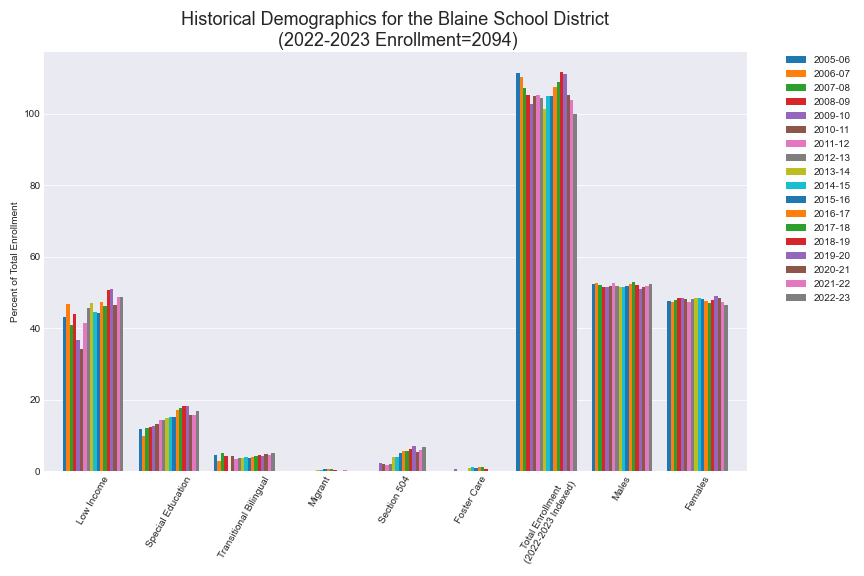 Historical Demographics for the Blaine School District
(2022-2023 Enrollment=2094)
Percent of Total Enrollment
100
80
60
40
20
0
Low Income
Special Education
Transitional Bilingual
Migrant
Section 504
Foster Care
Total Enrollment
(2022-2023 Indexed)
Males
Females
2005-06
2006-07
2007-08
2008-09
2009-10
2010-11
2011-12
2012-13
2013-14
2014-15
2015-16
2016-17
2017-18
2018-19
2019-20
2020-21
2021-22
2022-23